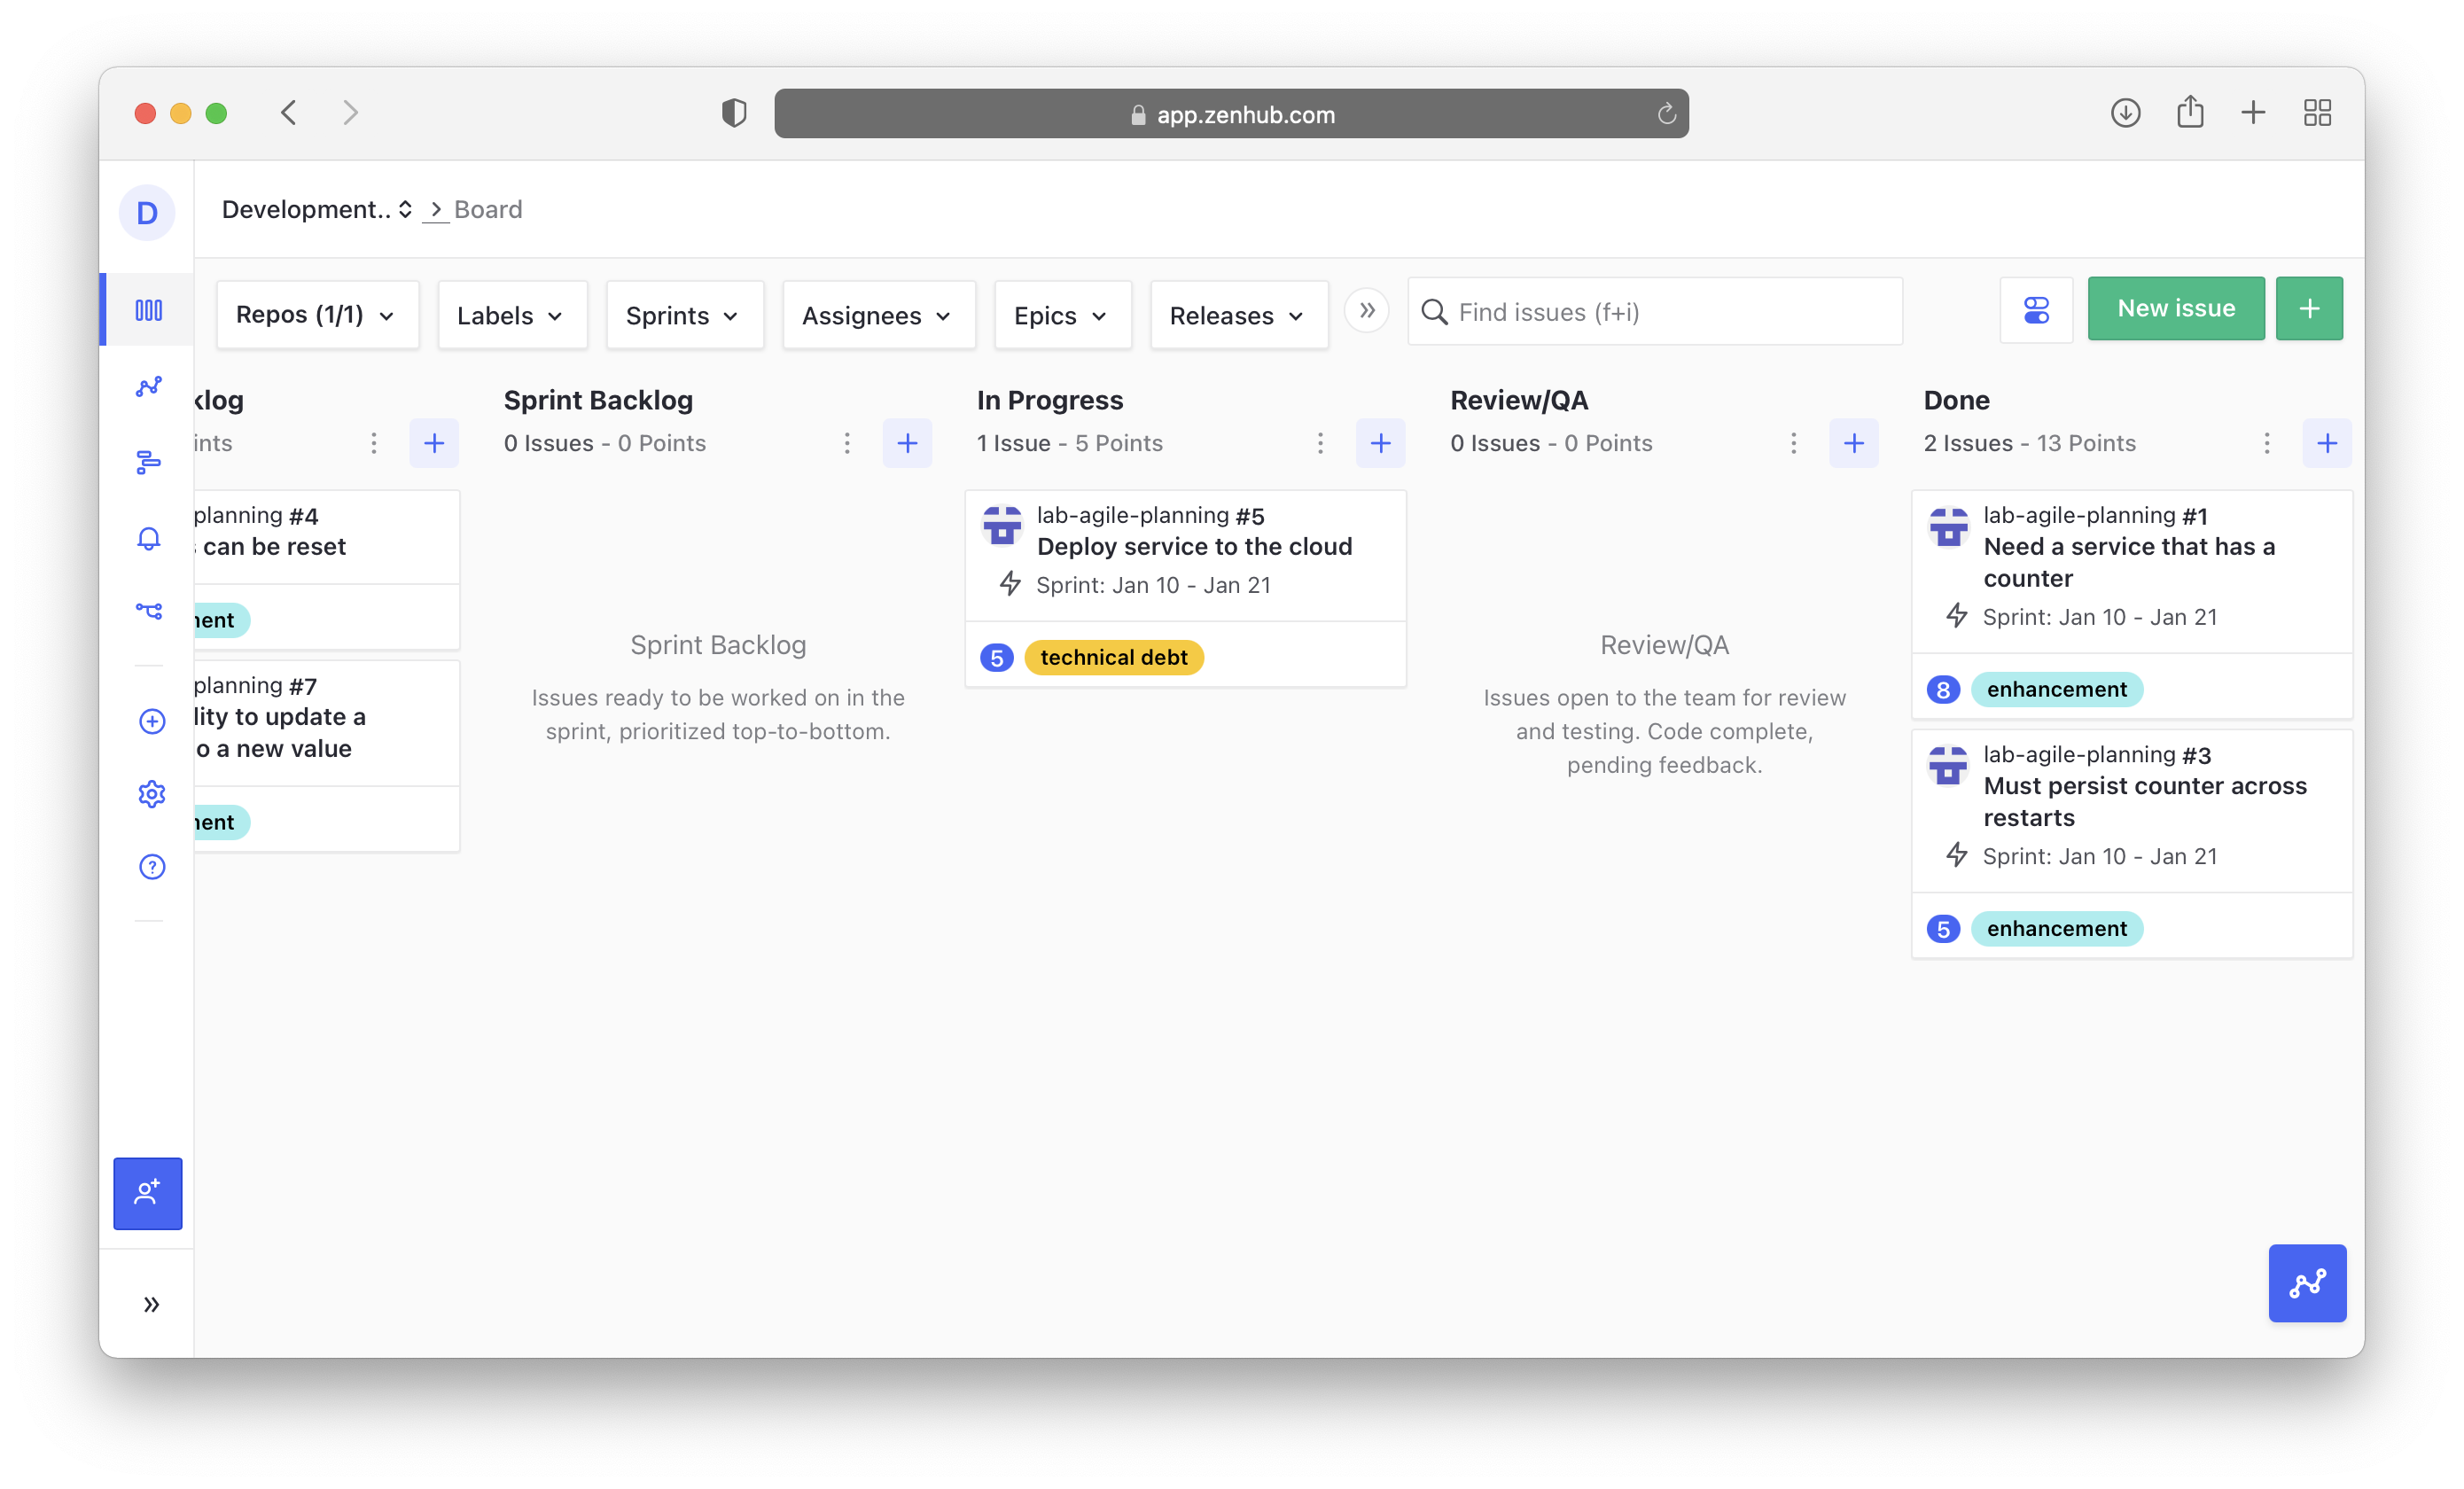 app.zenhub.com
D
Development.. > Board
Repos (1/1)
Labels
Sprints
Assignees
Epics
Releases
Find issues (f+i)
New issue
klog
ints
planning #4
can be reset
nent
planning #7
lity to update a
o a new value
nent
Sprint Backlog
0 Issues - 0 Points
Sprint Backlog
Issues ready to be worked on in the
sprint, prioritized top-to-bottom.
In Progress
1 Issue - 5 Points
lab-agile-planning #5
Deploy service to the cloud
Sprint: Jan 10 - Jan 21
5 technical debt
Review/QA
0 Issues - 0 Points
Review/QA
Issues open to the team for review
and testing. Code complete,
pending feedback.
Done
2 Issues - 13 Points
lab-agile-planning #1
Need a service that has a
counter
Sprint: Jan 10 - Jan 21
8 enhancement
lab-agile-planning #3
Must persist counter across
restarts
Sprint: Jan 10 - Jan 21
5 enhancement